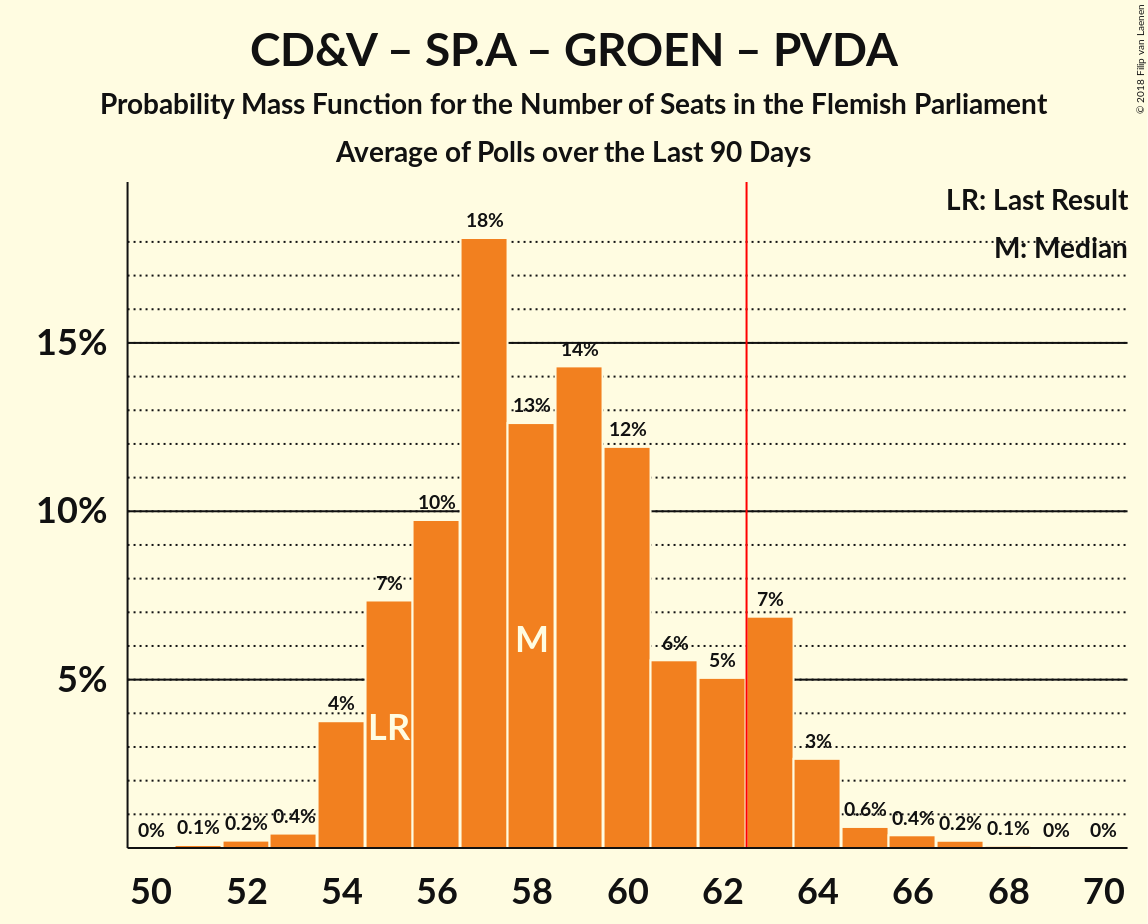 CD&V – SP.A – GROEN – PVDA
Probability Mass Function for the Number of Seats in the Flemish Parliament
Average of Polls over the Last 90 Days
© 2018 Filip van Laenen
LR: Last Result
M: Median
15%
10%
5%
0%
0.1%
0.2%
0.4%
4%
7%
10%
18%
13%
14%
12%
6%
5%
7%
3%
0.6%
0.4%
0.2%
0.1%
0%
0%
LR
M
50 52 54 56 58 60 62 64 66 68 70